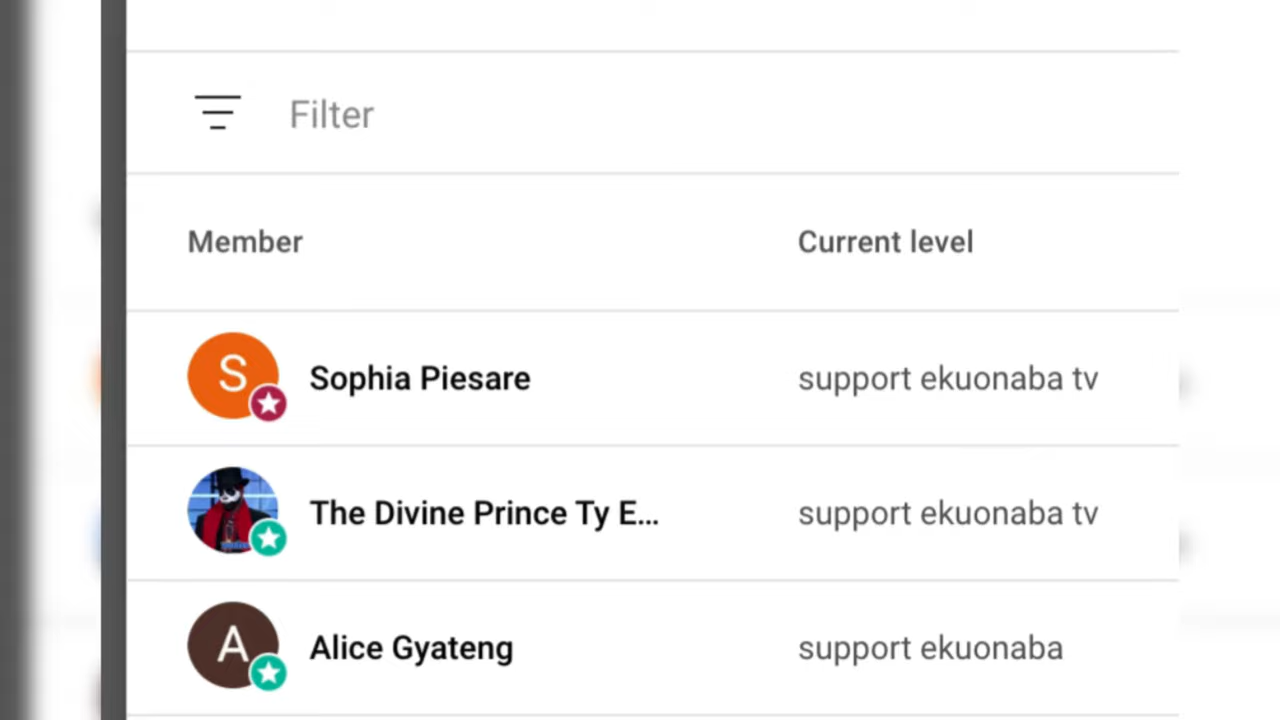 Filter
Member Current level
S Sophia Piesare support ekuonaba tv
The Divine Prince Ty E... support ekuonaba tv
A Alice Gyateng support ekuonaba